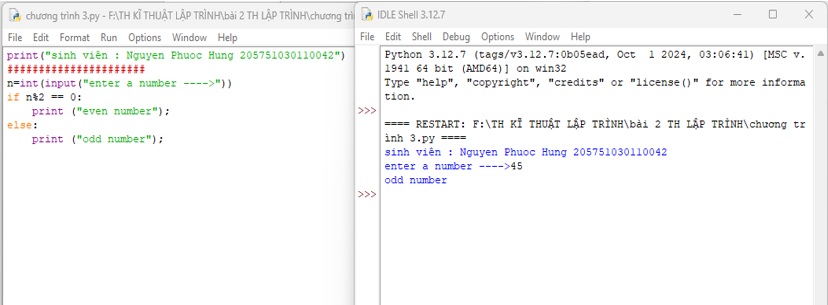 chương trình 3.py - F:\TH KĨ THUẬT LẬP TRÌNH\bài 2 TH LẬP TRÌNH\chương trì
File Edit Format Run Options Window Help
print("sinh viên : Nguyen Phuoc Hung 205751030110042")
######################
n=int(input("enter a number ---->"))
if n%2 == 0:
    print ("even number");
else:
    print ("odd number");
IDLE Shell 3.12.7
File Edit Shell Debug Options Window Help
Python 3.12.7 (tags/v3.12.7:0b05ead, Oct  1 2024, 03:06:41) [MSC v.
1941 64 bit (AMD64)] on win32
Type "help", "copyright", "credits" or "license()" for more informa
tion.
>>>
==== RESTART: F:\TH KĨ THUẬT LẬP TRÌNH\bài 2 TH LẬP TRÌNH\chương tr
ình 3.py ====
sinh viên : Nguyen Phuoc Hung 205751030110042
enter a number ---->45
odd number
>>>